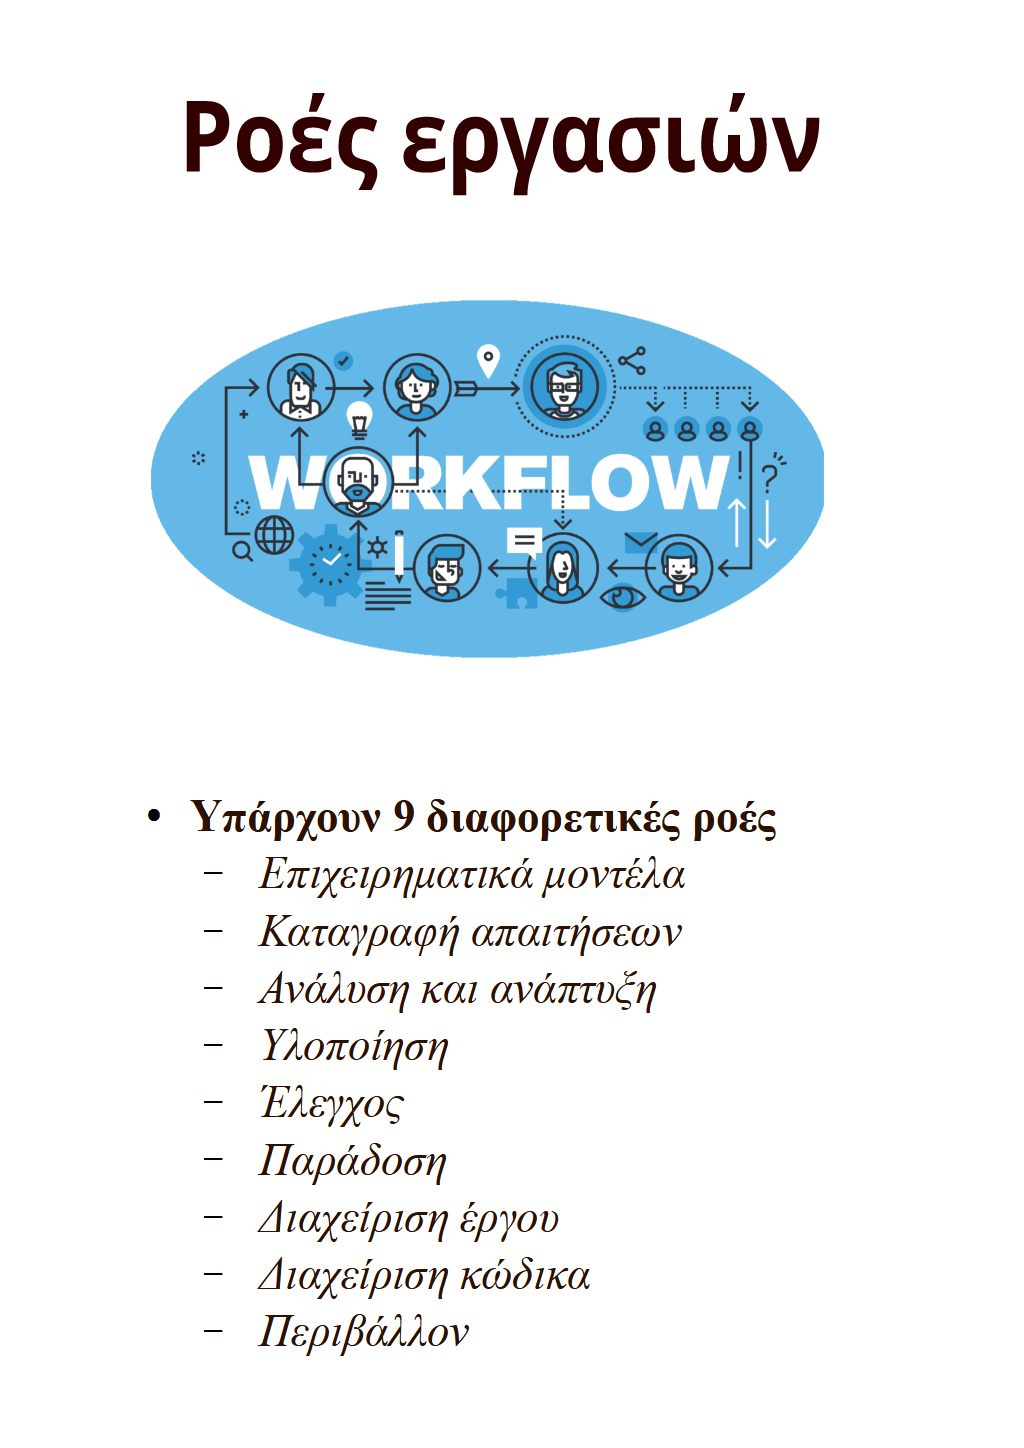 Ροές εργασιών
WORKFLOW
• Υπάρχουν 9 διαφορετικές ροές
– Επιχειρηματικά μοντέλα
– Καταγραφή απαιτήσεων
– Ανάλυση και ανάπτυξη
– Υλοποίηση
– Έλεγχος
– Παράδοση
– Διαχείριση έργου
– Διαχείριση κώδικα
– Περιβάλλον